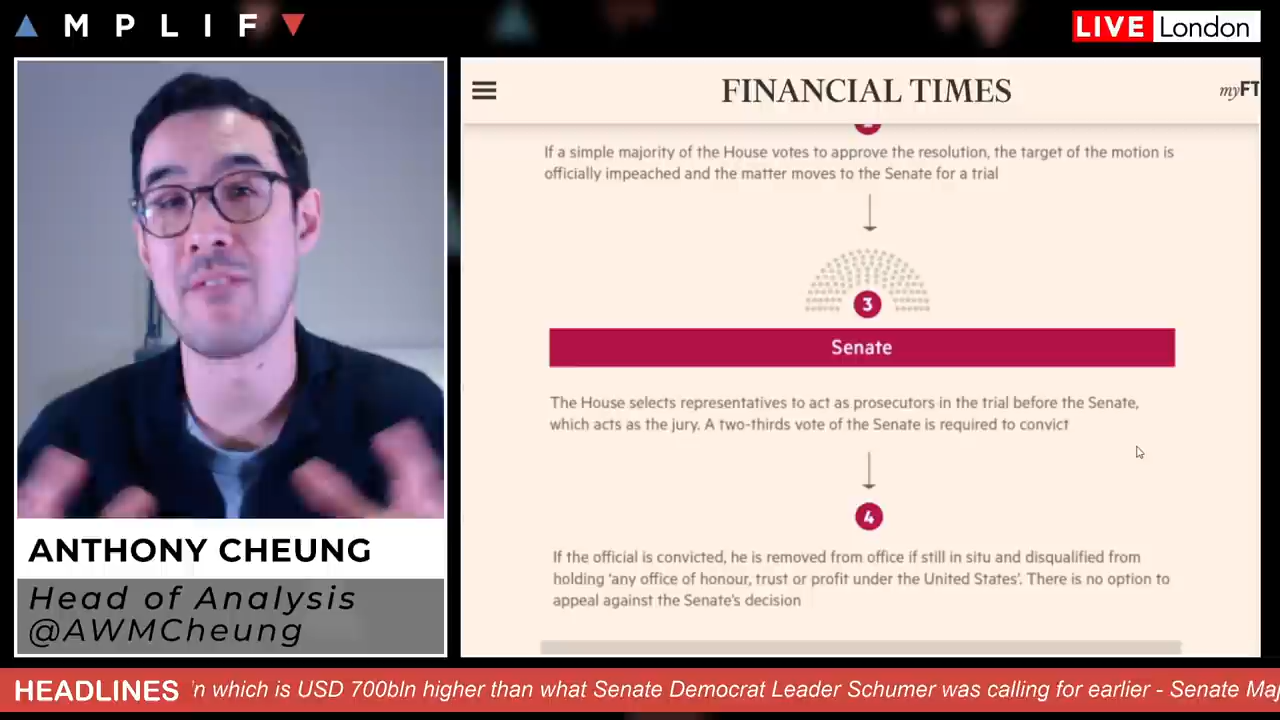 MPLIF
LIVE London
FINANCIAL TIMES
myFT
2
If a simple majority of the House votes to approve the resolution, the target of the motion is
officially impeached and the matter moves to the Senate for a trial
3
Senate
The House selects representatives to act as prosecutors in the trial before the Senate,
which acts as the jury. A two-thirds vote of the Senate is required to convict
4
If the official is convicted, he is removed from office if still in situ and disqualified from
holding 'any office of honour, trust or profit under the United States'. There is no option to
appeal against the Senate's decision
ANTHONY CHEUNG
Head of Analysis
@AWMCheung
HEADLINES 'n which is USD 700bln higher than what Senate Democrat Leader Schumer was calling for earlier - Senate Maj